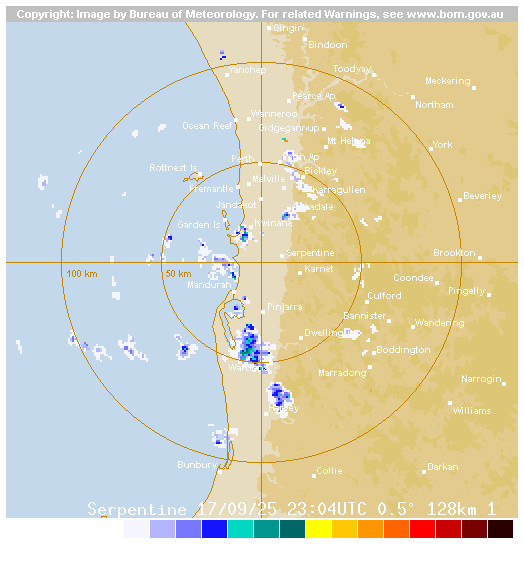 Copyright: Image by Bureau of Meteorology. For related Warnings, see www.bom.gov.au
Gingin
Bindoon
Yanchep
Toodyay
Meckering
Pearce Ap
Northam
Wanneroo
Ocean Reef
Gidgegannup
Mt Helena
York
Perth
Perth Ap
Rottnest Is
Bickley
Melville
Fremantle
Karragullen
Beverley
Jandakot
Armadale
Garden Is
Kwinana
Serpentine
Brookton
100 km
50 km
Karnet
Mandurah
Coondee
Pingelly
Culford
Pinjarra
Bannister
Wandering
Dwelling
Boddington
Waroona
Marradong
Narrogin
Harvey
Williams
Bunbury
Collie
Darkan
Serpentine 17/09/25 23:04UTC 0.5° 128km 1